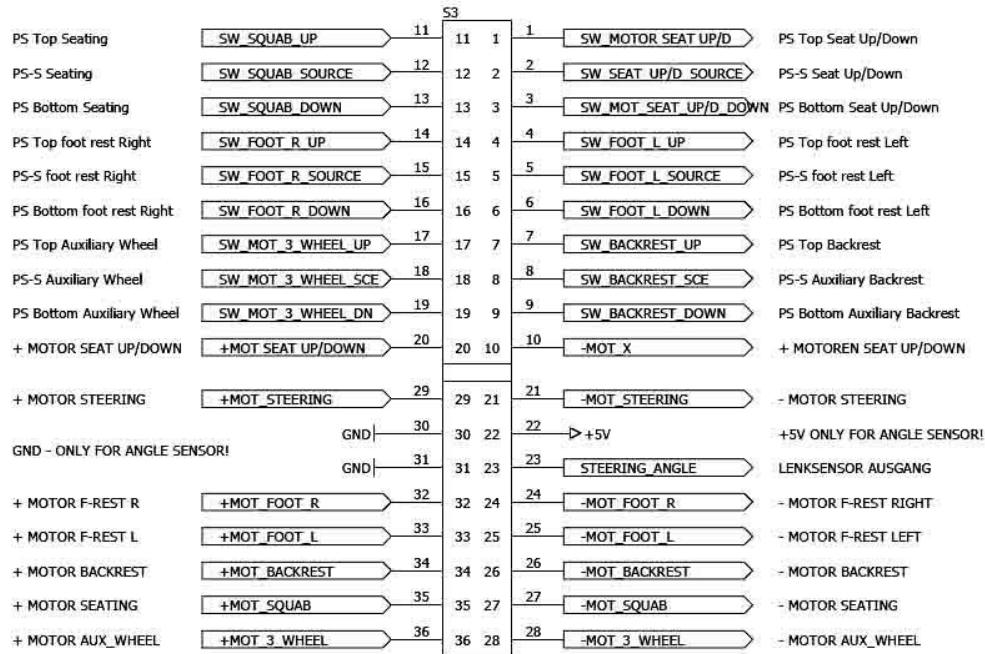 S3
PS Top Seating SW_SQUAB_UP 11 11 1 1 SW_MOTOR SEAT UP/D PS Top Seat Up/Down
PS-S Seating SW_SQUAB_SOURCE 12 12 2 2 SW_SEAT_UP/D_SOURCE PS-S Seat Up/Down
PS Bottom Seating SW_SQUAB_DOWN 13 13 3 3 SW_MOT_SEAT_UP/D_DOWN PS Bottom Seat Up/Down
PS Top foot rest Right SW_FOOT_R_UP 14 14 4 4 SW_FOOT_L_UP PS Top foot rest Left
PS-S foot rest Right SW_FOOT_R_SOURCE 15 15 5 5 SW_FOOT_L_SOURCE PS-S foot rest Left
PS Bottom foot rest Right SW_FOOT_R_DOWN 16 16 6 6 SW_FOOT_L_DOWN PS Bottom foot rest Left
PS Top Auxiliary Wheel SW_MOT_3_WHEEL_UP 17 17 7 7 SW_BACKREST_UP PS Top Backrest
PS-S Auxiliary Wheel SW_MOT_3_WHEEL_SCE 18 18 8 8 SW_BACKREST_SCE PS-S Auxiliary Backrest
PS Bottom Auxiliary Wheel SW_MOT_3_WHEEL_DN 19 19 9 9 SW_BACKREST_DOWN PS Bottom Auxiliary Backrest
+ MOTOR SEAT UP/DOWN +MOT SEAT UP/DOWN 20 20 10 10 -MOT_X + MOTOREN SEAT UP/DOWN
+ MOTOR STEERING +MOT_STEERING 29 29 21 21 -MOT_STEERING - MOTOR STEERING
GND 30 30 22 22 +5V +5V ONLY FOR ANGLE SENSOR!
GND - ONLY FOR ANGLE SENSOR!
GND 31 31 23 23 STEERING_ANGLE LENKSENSOR AUSGANG
+ MOTOR F-REST R +MOT_FOOT_R 32 32 24 24 -MOT_FOOT_R - MOTOR F-REST RIGHT
+ MOTOR F-REST L +MOT_FOOT_L 33 33 25 25 -MOT_FOOT_L - MOTOR F-REST LEFT
+ MOTOR BACKREST +MOT_BACKREST 34 34 26 26 -MOT_BACKREST - MOTOR BACKREST
+ MOTOR SEATING +MOT_SQUAB 35 35 27 27 -MOT_SQUAB - MOTOR SEATING
+ MOTOR AUX_WHEEL +MOT_3_WHEEL 36 36 28 28 -MOT_3_WHEEL - MOTOR AUX_WHEEL